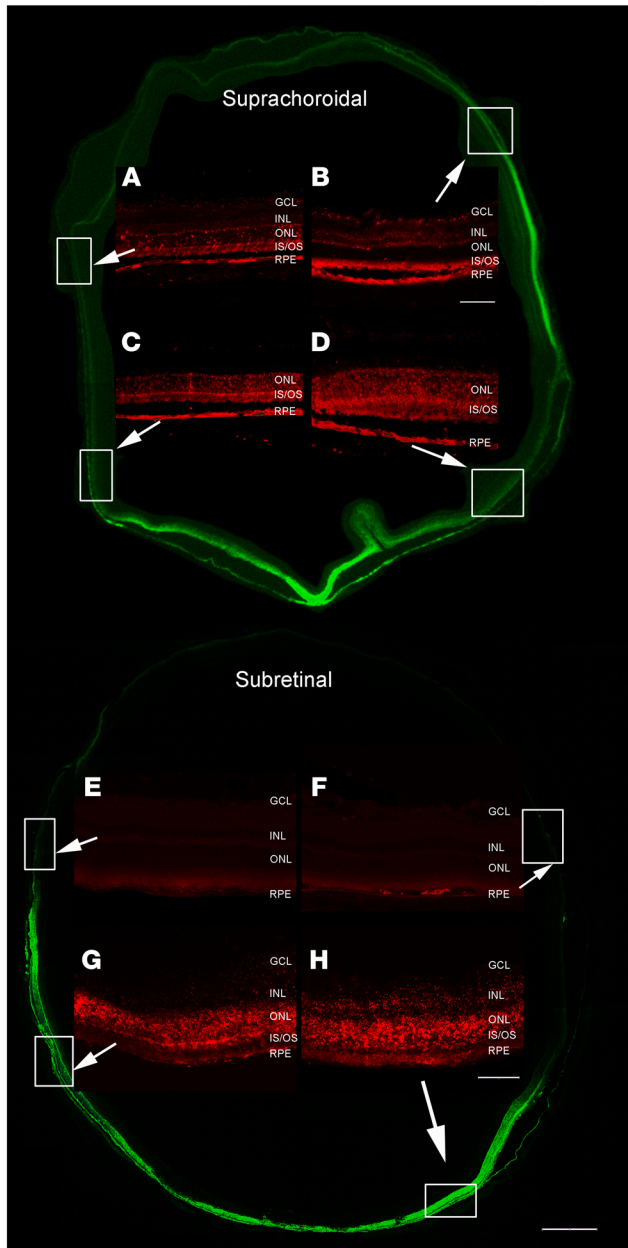 Suprachoroidal
A
B
GCL
INL
ONL
IS/OS
RPE
GCL
INL
ONL
IS/OS
RPE
C
D
ONL
IS/OS
RPE
ONL
IS/OS
RPE
Subretinal
E
F
GCL
INL
ONL
RPE
GCL
INL
ONL
RPE
G
H
GCL
INL
ONL
IS/OS
RPE
GCL
INL
ONL
IS/OS
RPE